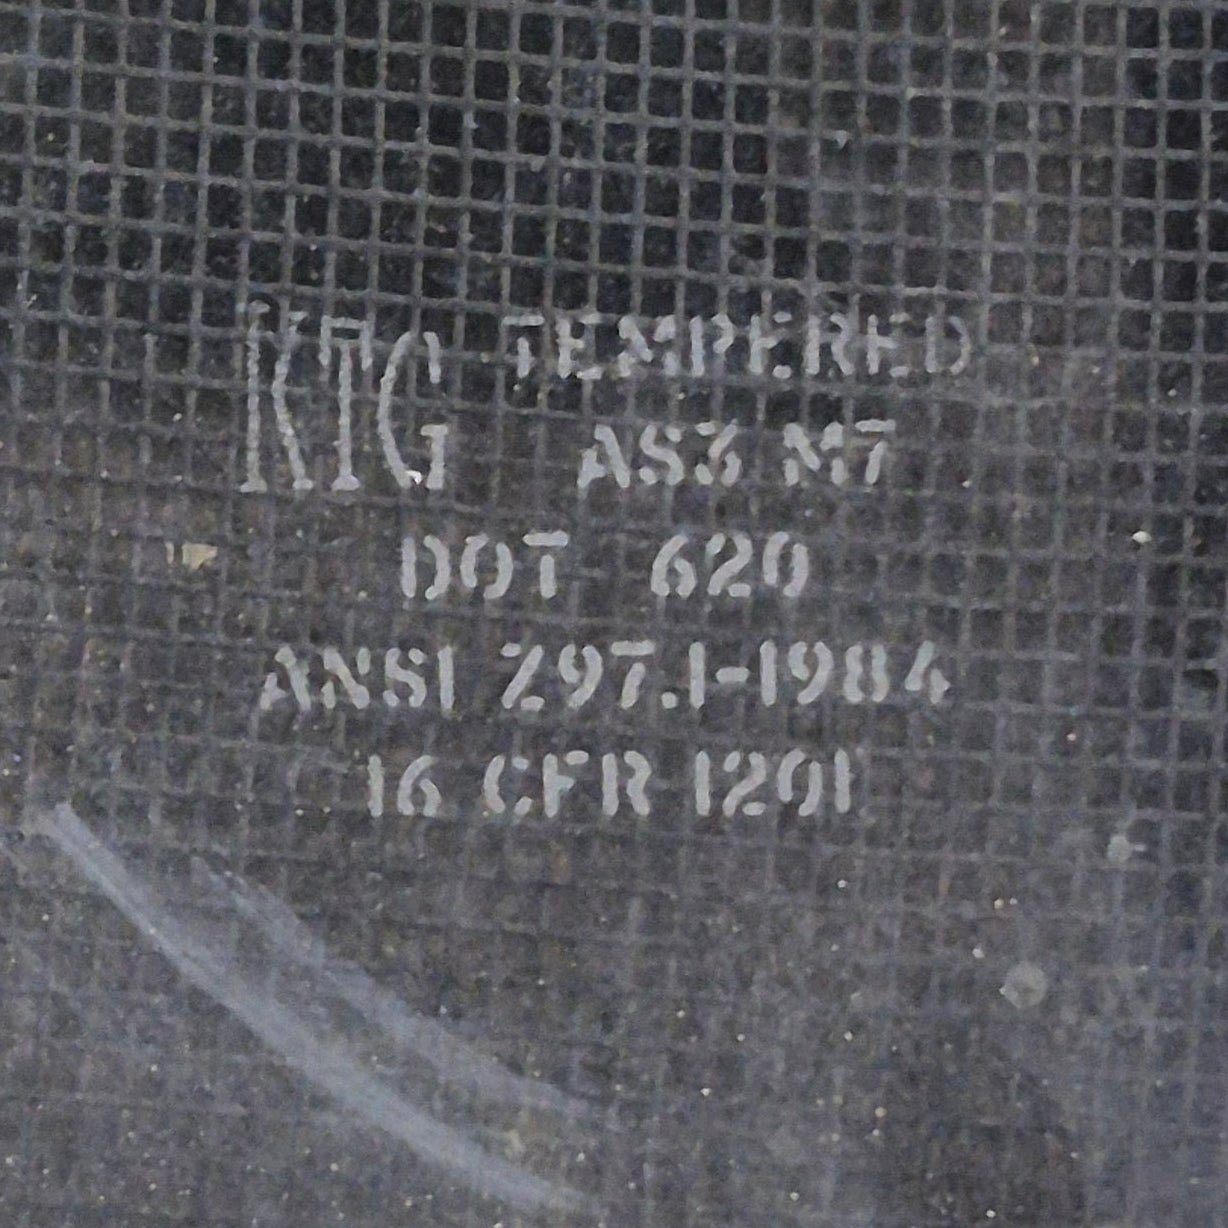 KTG TEMPERED
AS3 M7
DOT 620
ANSI Z97.1-1984
16 CFR 1201